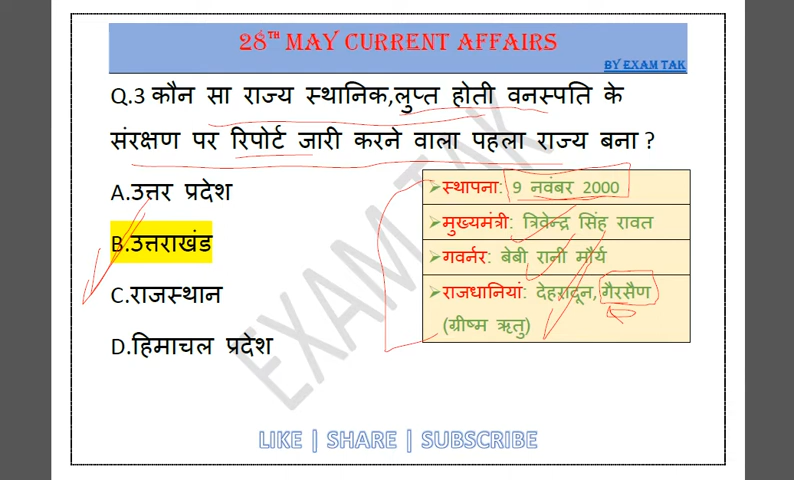 28TH MAY CURRENT AFFAIRS
BY EXAM TAK
Q.3 कौन सा राज्य स्थानिक,लुप्त होती वनस्पति के
संरक्षण पर रिपोर्ट जारी करने वाला पहला राज्य बना ?
A.उत्तर प्रदेश
B.उत्तराखंड
C.राजस्थान
D.हिमाचल प्रदेश
➢स्थापना: 9 नवंबर 2000
➢मुख्यमंत्री: त्रिवेन्द्र सिंह रावत
➢गवर्नर: बेबी रानी मौर्य
➢राजधानियां: देहरादून, गैरसैण
(ग्रीष्म ऋतु)
EXAM TAK
LIKE | SHARE | SUBSCRIBE